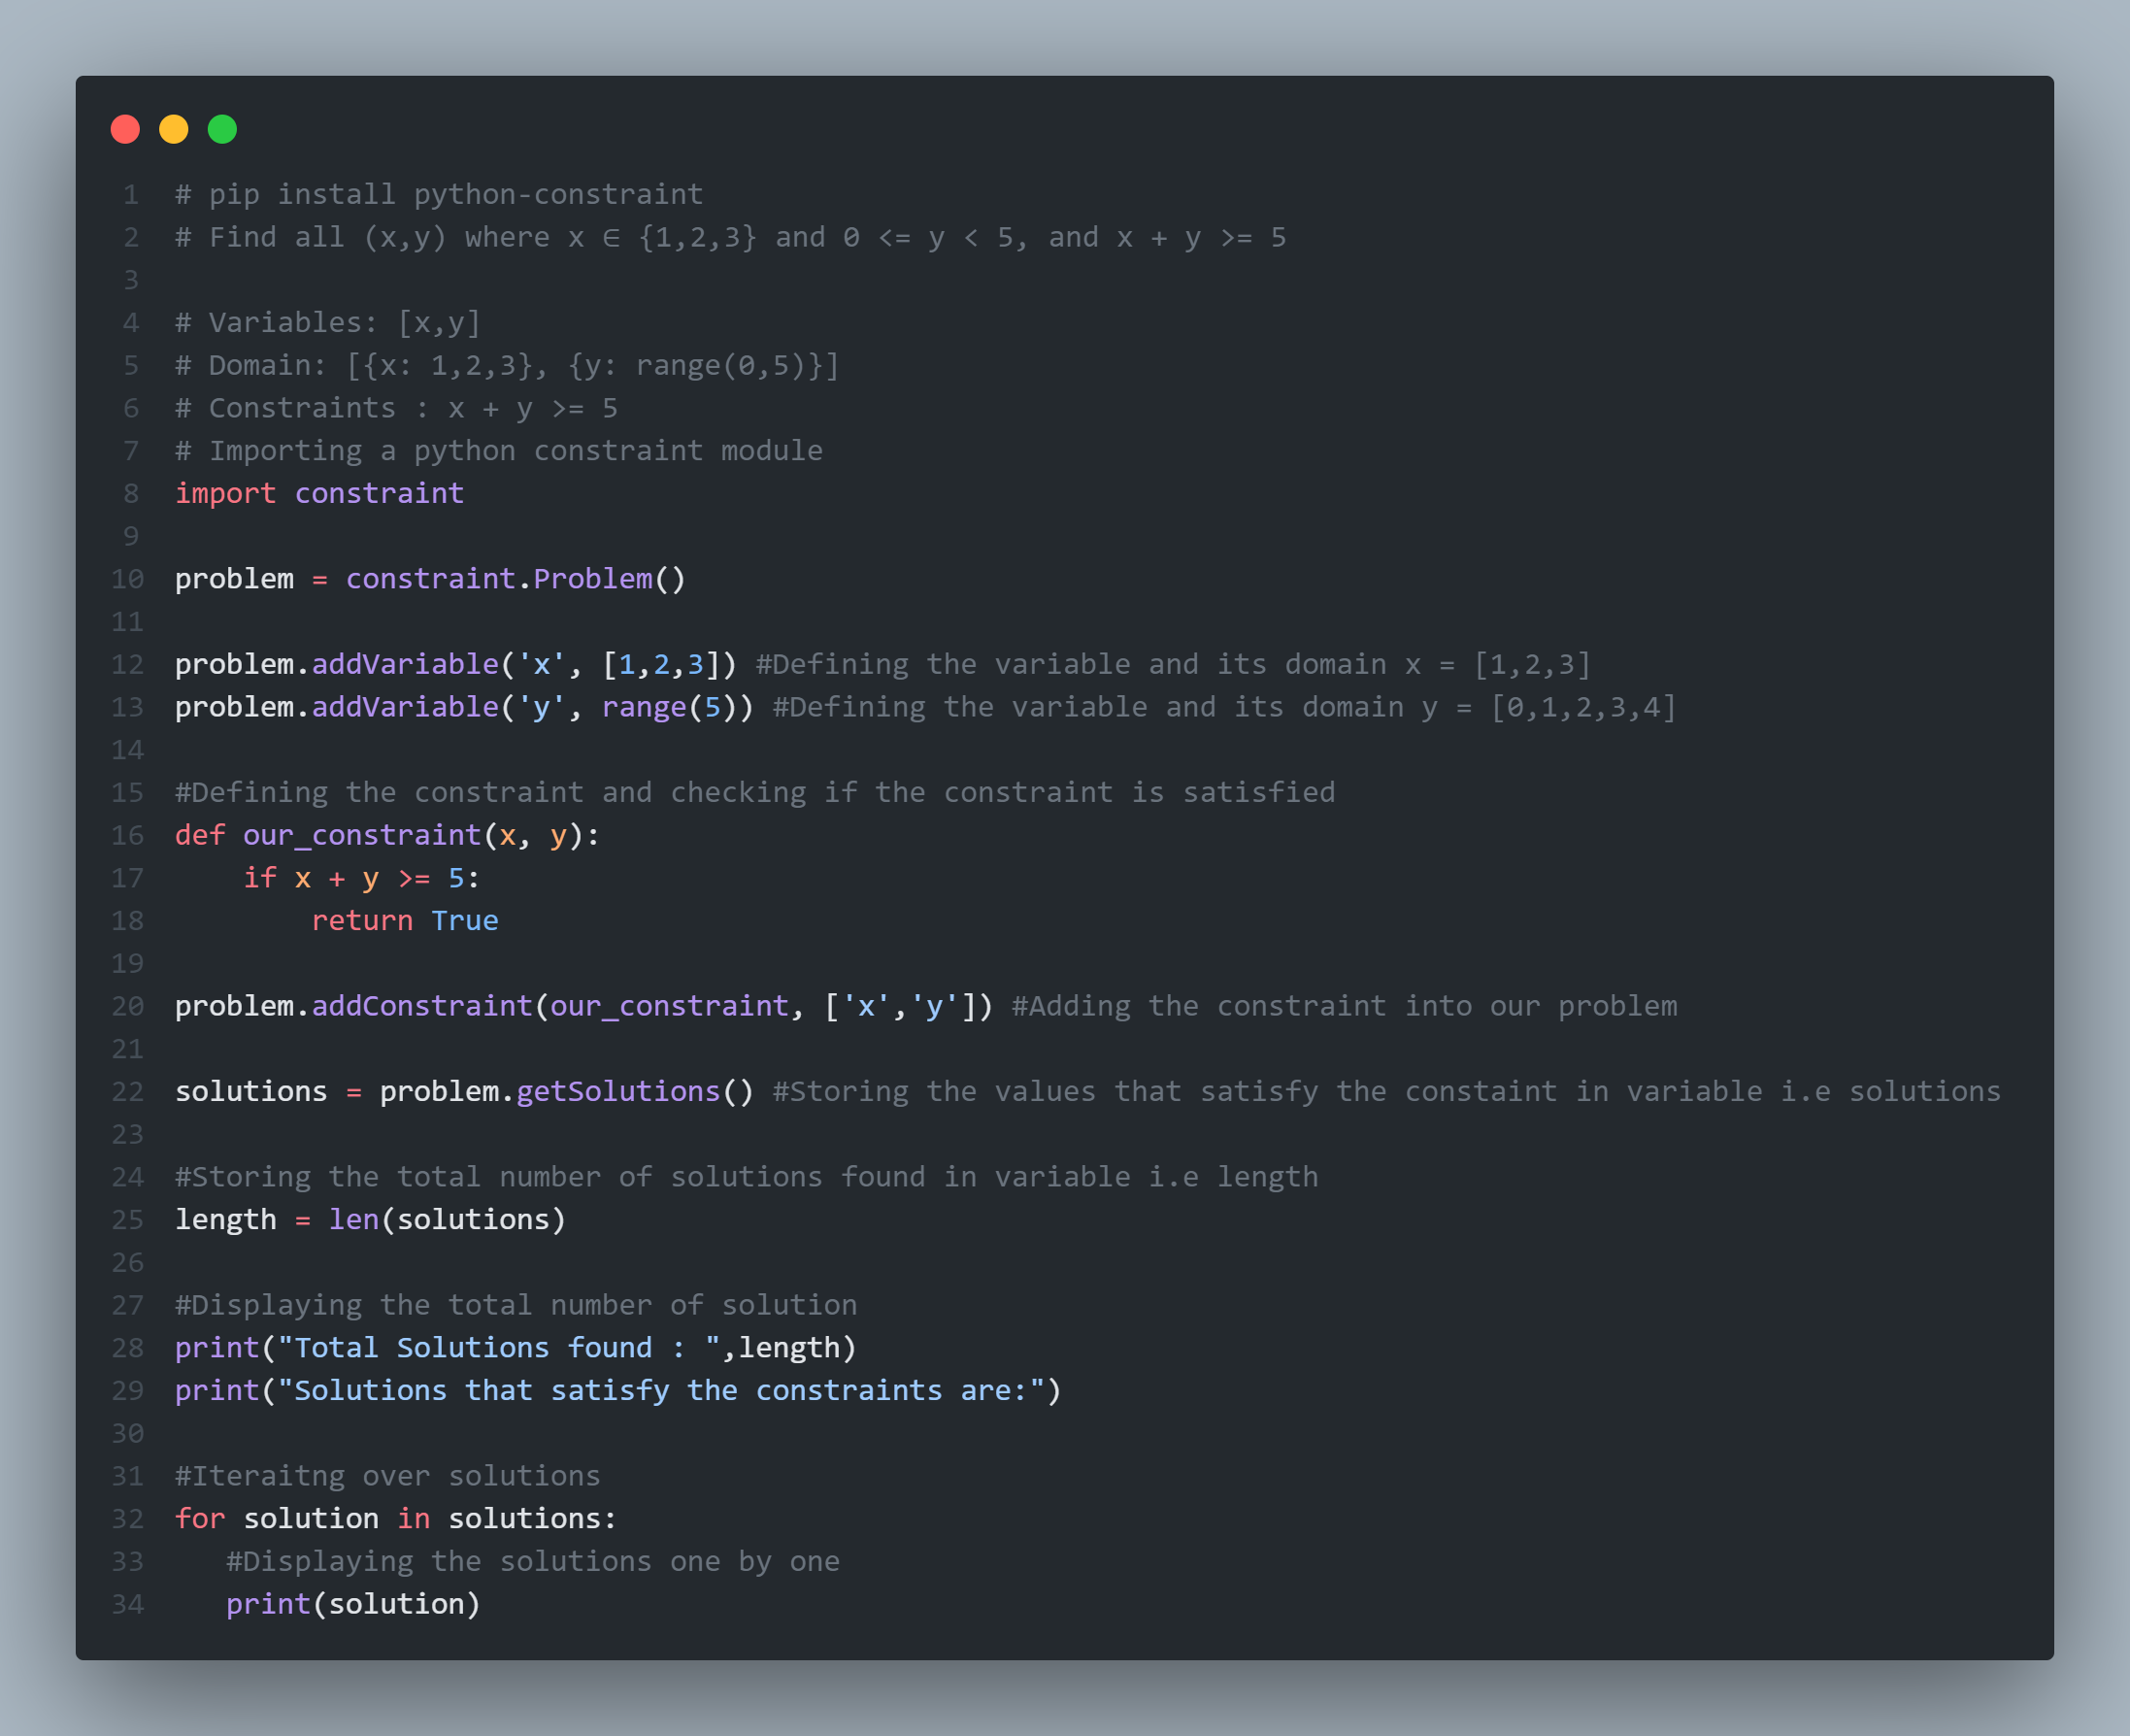 1 # pip install python-constraint
2 # Find all (x,y) where x ∈ {1,2,3} and 0 <= y < 5, and x + y >= 5
3
4 # Variables: [x,y]
5 # Domain: [{x: 1,2,3}, {y: range(0,5)}]
6 # Constraints : x + y >= 5
7 # Importing a python constraint module
8 import constraint
9
10 problem = constraint.Problem()
11
12 problem.addVariable('x', [1,2,3]) #Defining the variable and its domain x = [1,2,3]
13 problem.addVariable('y', range(5)) #Defining the variable and its domain y = [0,1,2,3,4]
14
15 #Defining the constraint and checking if the constraint is satisfied
16 def our_constraint(x, y):
17     if x + y >= 5:
18         return True
19
20 problem.addConstraint(our_constraint, ['x','y']) #Adding the constraint into our problem
21
22 solutions = problem.getSolutions() #Storing the values that satisfy the constaint in variable i.e solutions
23
24 #Storing the total number of solutions found in variable i.e length
25 length = len(solutions)
26
27 #Displaying the total number of solution
28 print("Total Solutions found : ",length)
29 print("Solutions that satisfy the constraints are:")
30
31 #Iteraitng over solutions
32 for solution in solutions:
33    #Displaying the solutions one by one
34    print(solution)